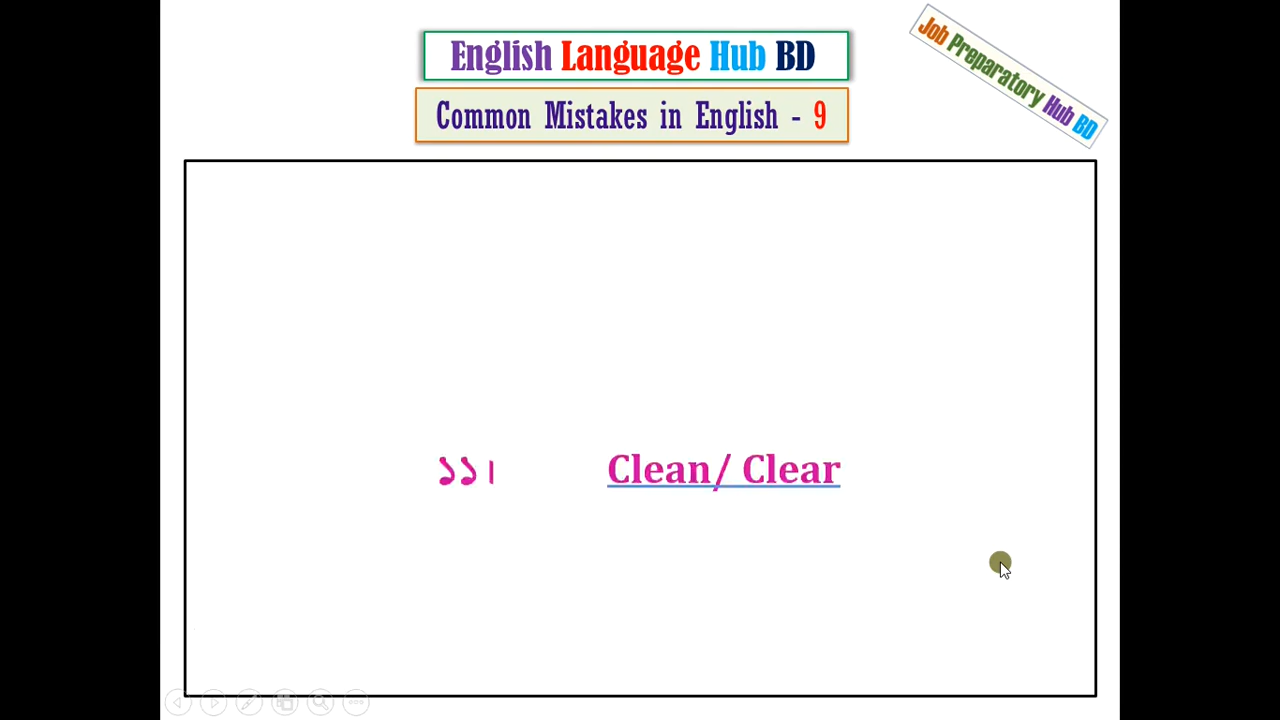 English Language Hub BD
Job Preparatory Hub BD
Common Mistakes in English - 9
১১। Clean/ Clear